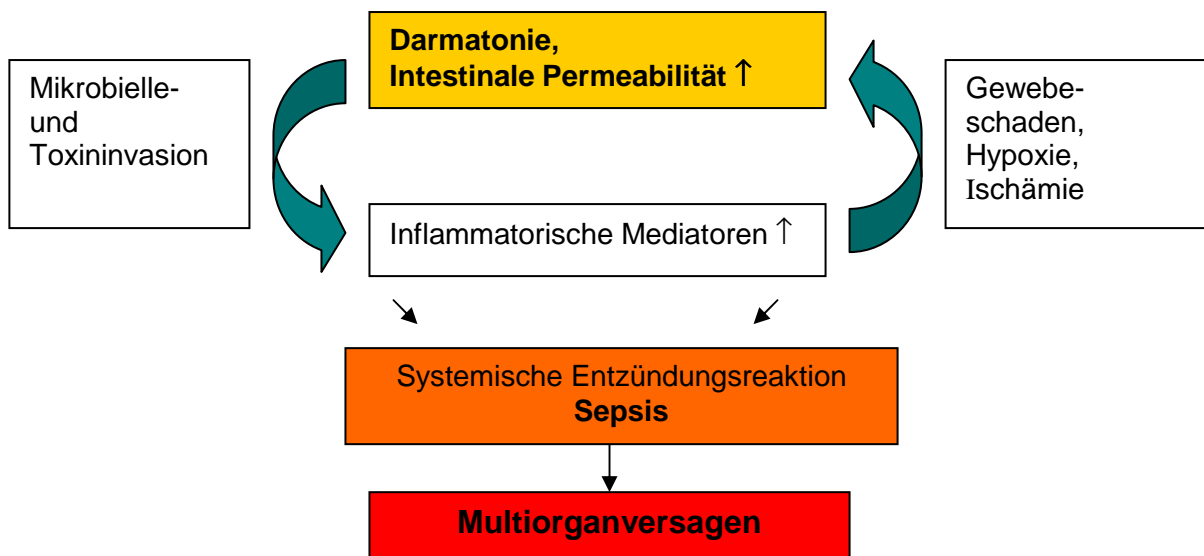 Darmatonie,
Intestinale Permeabilität ↑
Mikrobielle-
und
Toxininvasion
Gewebe-
schaden,
Hypoxie,
Ischämie
Inflammatorische Mediatoren ↑
Systemische Entzündungsreaktion
Sepsis
Multiorganversagen